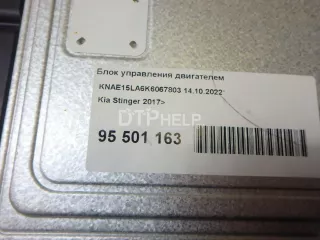 Блок управления двигателем
KNAE15LA6K6067803 14.10.2022
Kia Stinger 2017>
DTPHELP
95 501 163